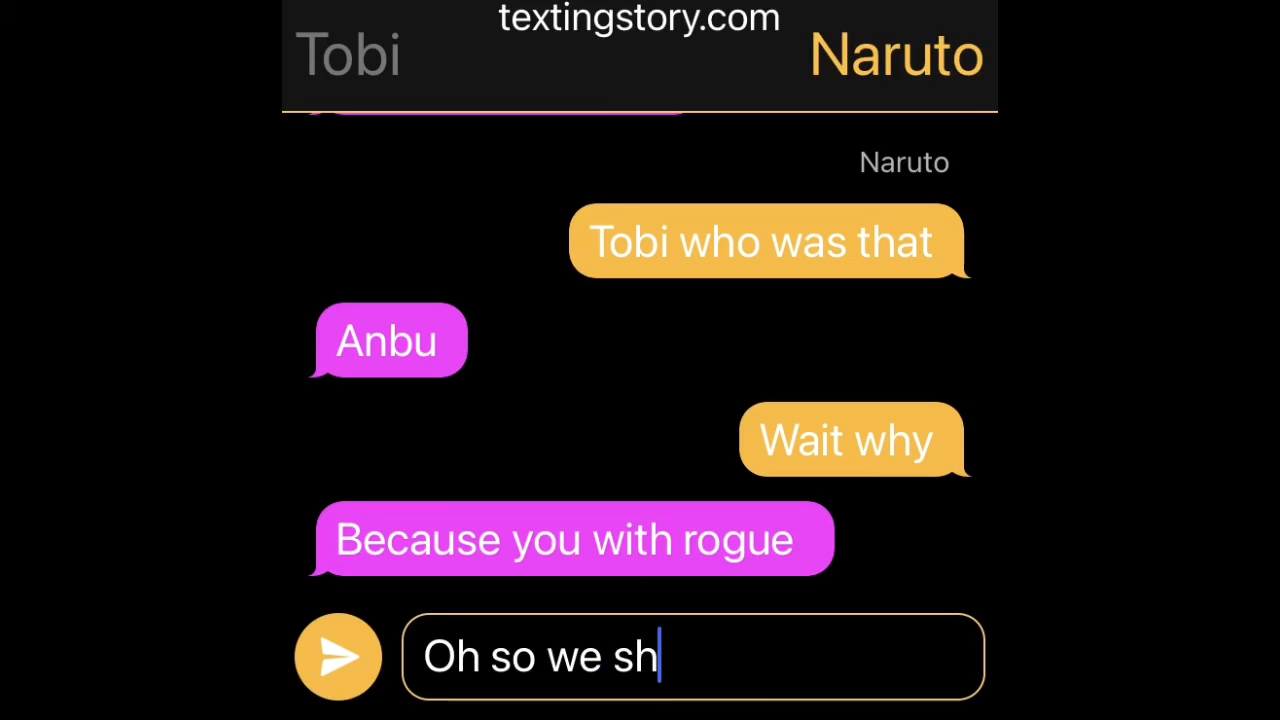 textingstory.com
Tobi
Naruto
Naruto
Tobi who was that
Anbu
Wait why
Because you with rogue
Oh so we sh